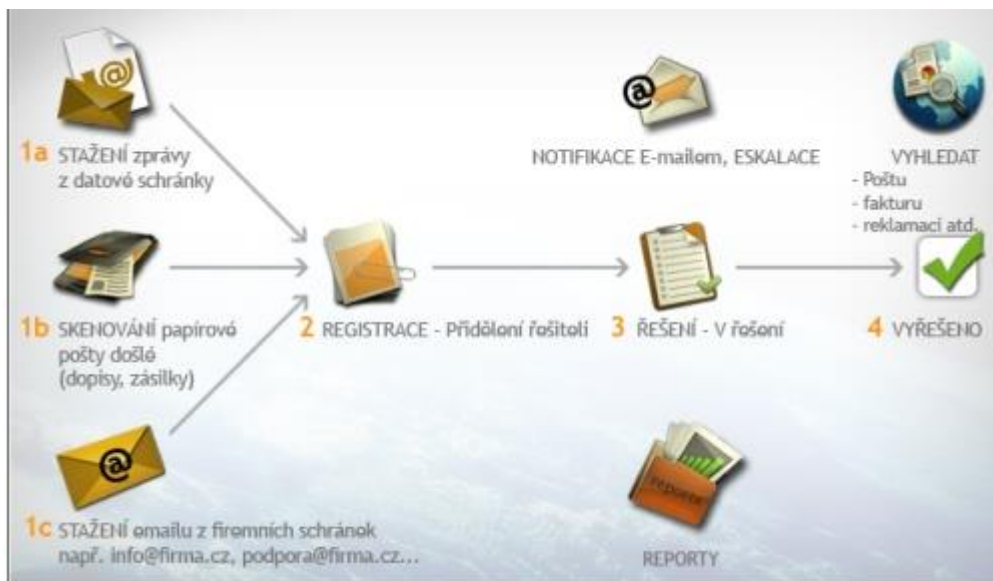 1a STAŽENÍ zprávy
z datové schránky
NOTIFIKACE E-mailem, ESKALACE
VYHLEDAT
- Poštu
- fakturu
- reklamaci atd.
1b SKENOVÁNÍ papírové
pošty došlé
(dopisy, zásilky)
2 REGISTRACE - Přidělení řešiteli
3 ŘEŠENÍ - V řešení
4 VYŘEŠENO
1c STAŽENÍ emailu z firemních schránek
např. info@firma.cz, podpora@firma.cz...
reports
REPORTY